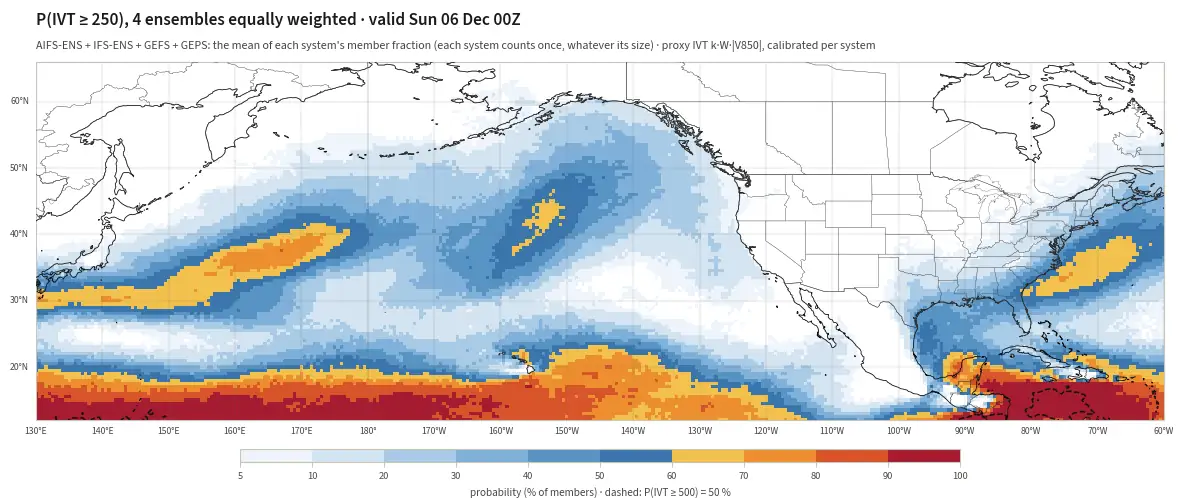 P(IVT ≥ 250), 4 ensembles equally weighted · valid Sun 06 Dec 00Z
AIFS-ENS + IFS-ENS + GEFS + GEPS: the mean of each system's member fraction (each system counts once, whatever its size) · proxy IVT k·W·|V850|, calibrated per system
60°N
50°N
40°N
30°N
20°N
130°E 140°E 150°E 160°E 170°E 180° 170°W 160°W 150°W 140°W 130°W 120°W 110°W 100°W 90°W 80°W 70°W 60°W
5 10 20 30 40 50 60 70 80 90 100
probability (% of members) · dashed: P(IVT ≥ 500) = 50 %